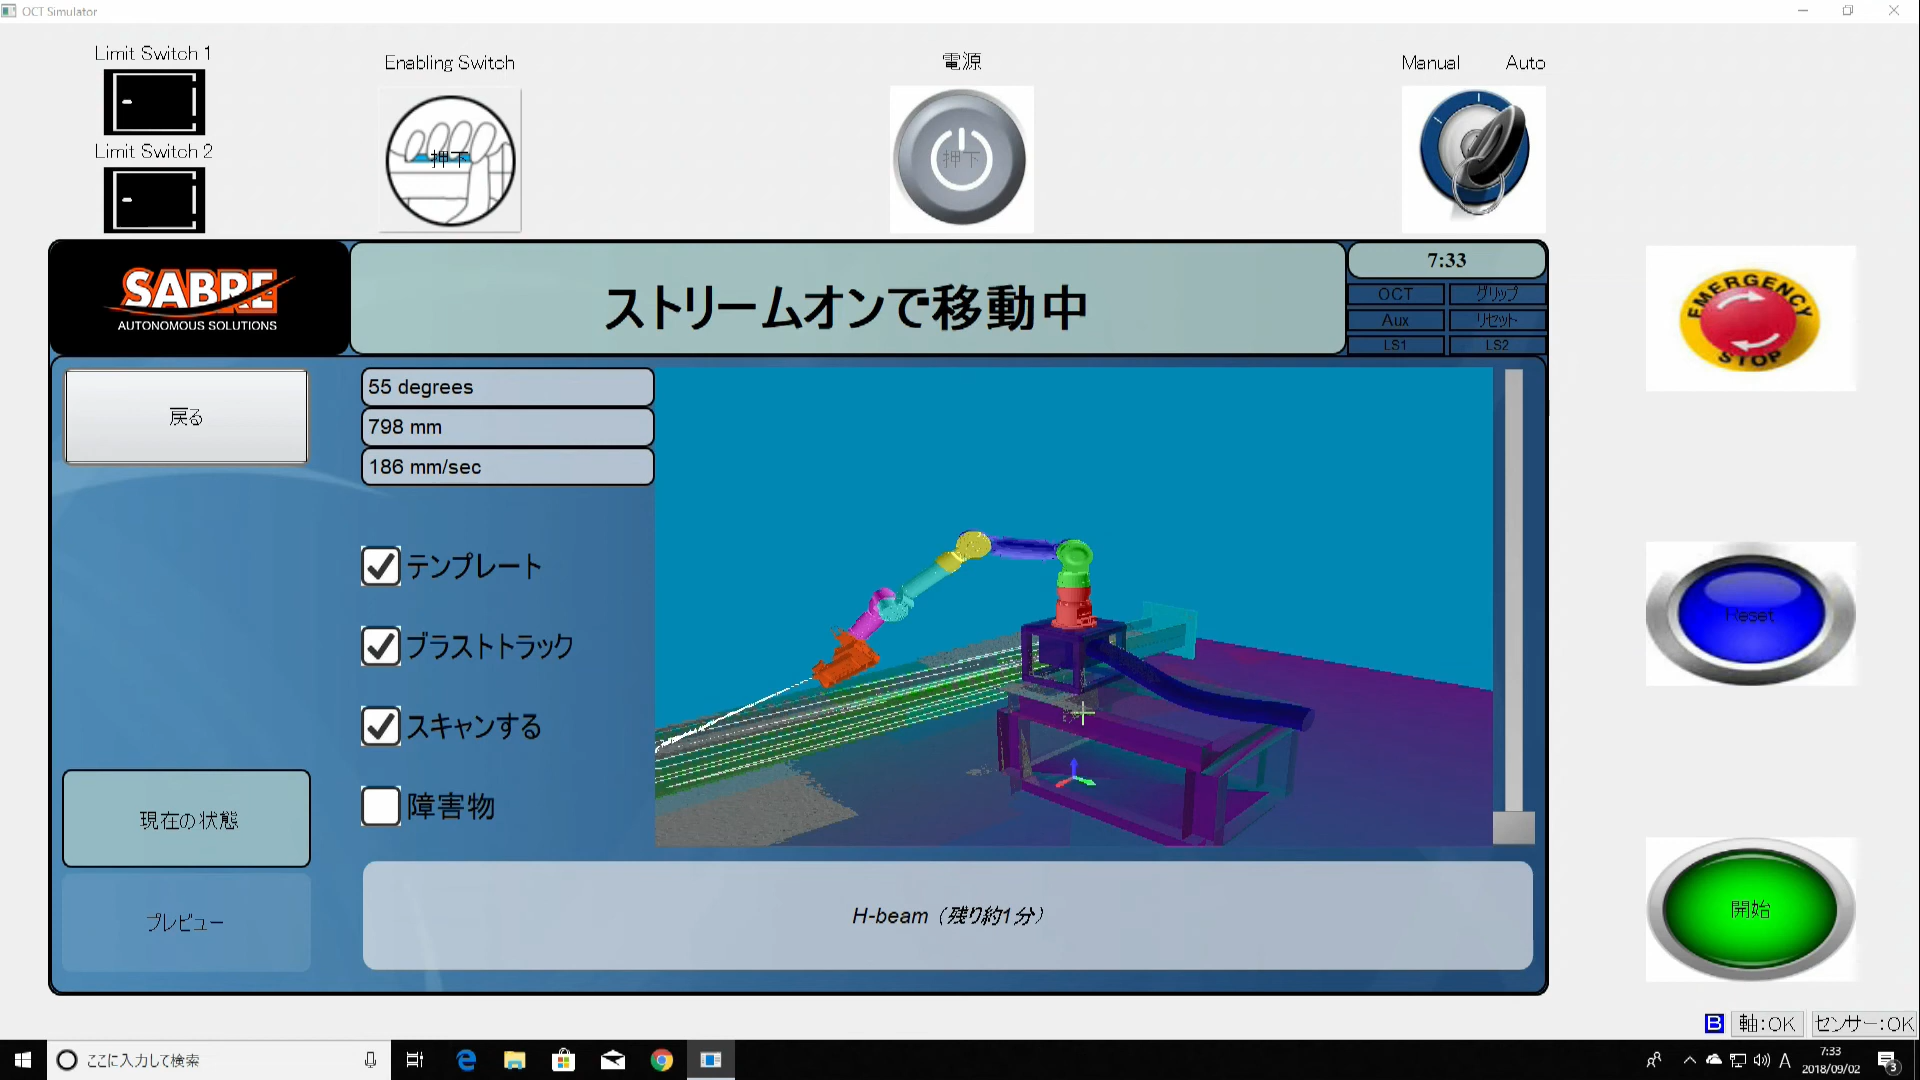 OCT Simulator
Limit Switch 1
Limit Switch 2
Enabling Switch
押下
電源
押下
Manual Auto
SABRE
AUTONOMOUS SOLUTIONS
ストリームオンで移動中
7:33
OCT グリップ
Aux リセット
LS1 LS2
EMERGENCY
STOP
戻る
55 degrees
798 mm
186 mm/sec
テンプレート
ブラストトラック
スキャンする
障害物
Reset
現在の状態
プレビュー
H-beam（残り約1分）
開始
B 軸：OK センサー：OK
ここに入力して検索
A
7:33
2018/09/02
3